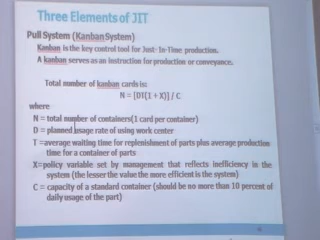 Three Elements of JIT
Pull System (Kanban System)
Kanban is the key control tool for Just- In-Time production.
A kanban serves as an instruction for production or conveyance.
Total number of kanban cards is:
N = [DT(1 + X)] / C
where
N = total number of containers(1 card per container)
D = planned usage rate of using work center
T =average waiting time for replenishment of parts plus average production
time for a container of parts
X=policy variable set by management that reflects inefficiency in the
system (the lesser the value the more efficient is the system)
C = capacity of a standard container (should be no more than 10 percent of
daily usage of the part)